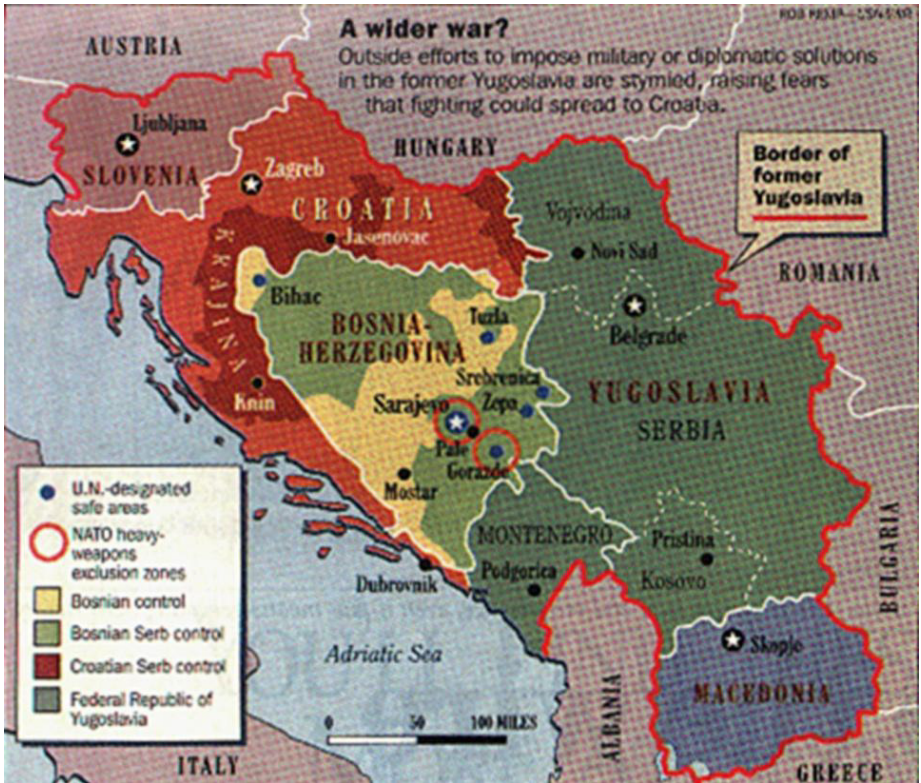 A wider war?
Outside efforts to impose military or diplomatic solutions
in the former Yugoslavia are stymied, raising fears
that fighting could spread to Croatia.
AUSTRIA
Ljubljana
SLOVENIA
HUNGARY
Zagreb
CROATIA
Jasenovac
KRAJINA
Border of
former
Yugoslavia
Vojvodina
Novi Sad
ROMANIA
Bihac
BOSNIA-
HERZEGOVINA
Tuzla
Belgrade
Srebrenica
Zepa
YUGOSLAVIA
SERBIA
Knin
Sarajevo
Pale
Gorazde
Mostar
MONTENEGRO
Pristina
Kosovo
BULGARIA
Dubrovnik
Podgorica
Skopje
MACEDONIA
Adriatic Sea
ALBANIA
GREECE
ITALY
0 50 100 MILES
U.N.-designated
safe areas
NATO heavy-
weapons
exclusion zones
Bosnian control
Bosnian Serb control
Croatian Serb control
Federal Republic of
Yugoslavia